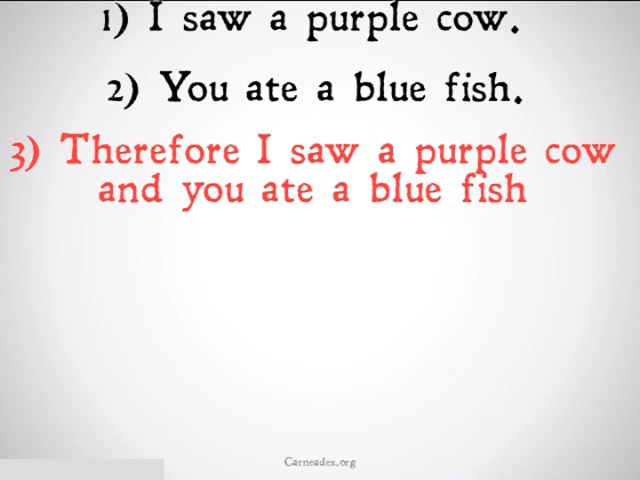 1) I saw a purple cow.
2) You ate a blue fish.
3) Therefore I saw a purple cow
and you ate a blue fish
Carneades.org